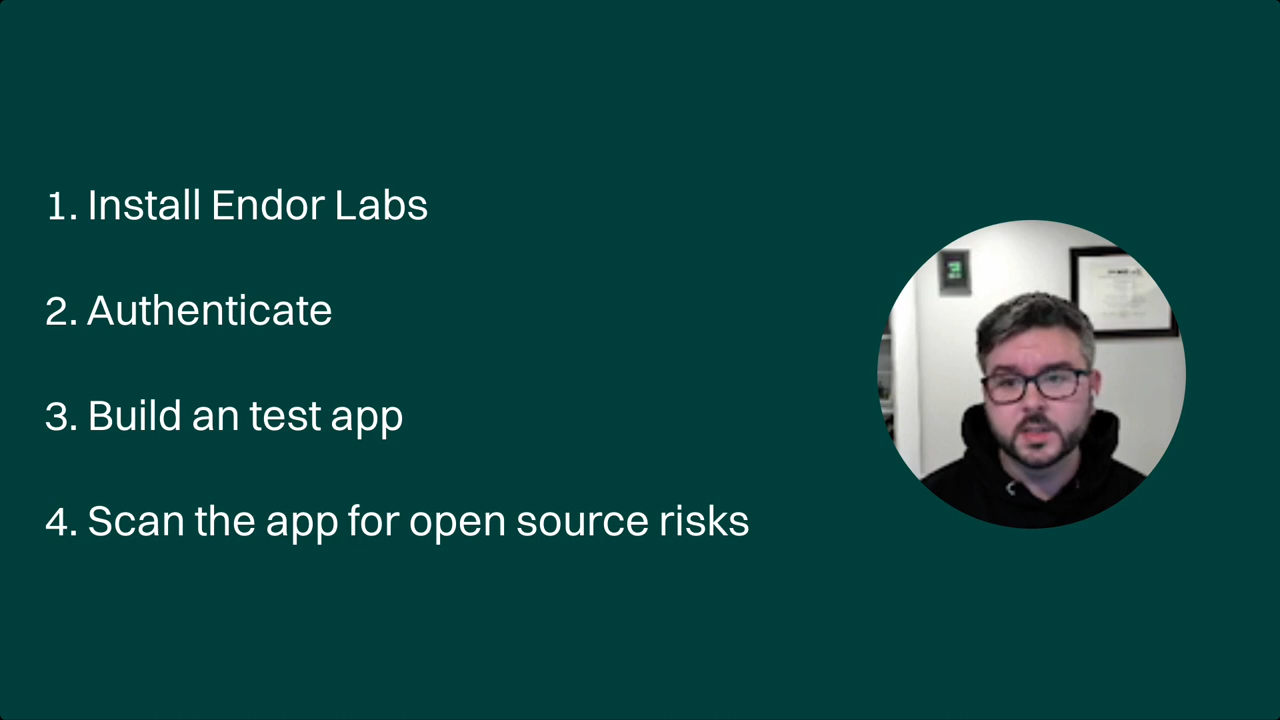 1. Install Endor Labs
2. Authenticate
3. Build an test app
4. Scan the app for open source risks